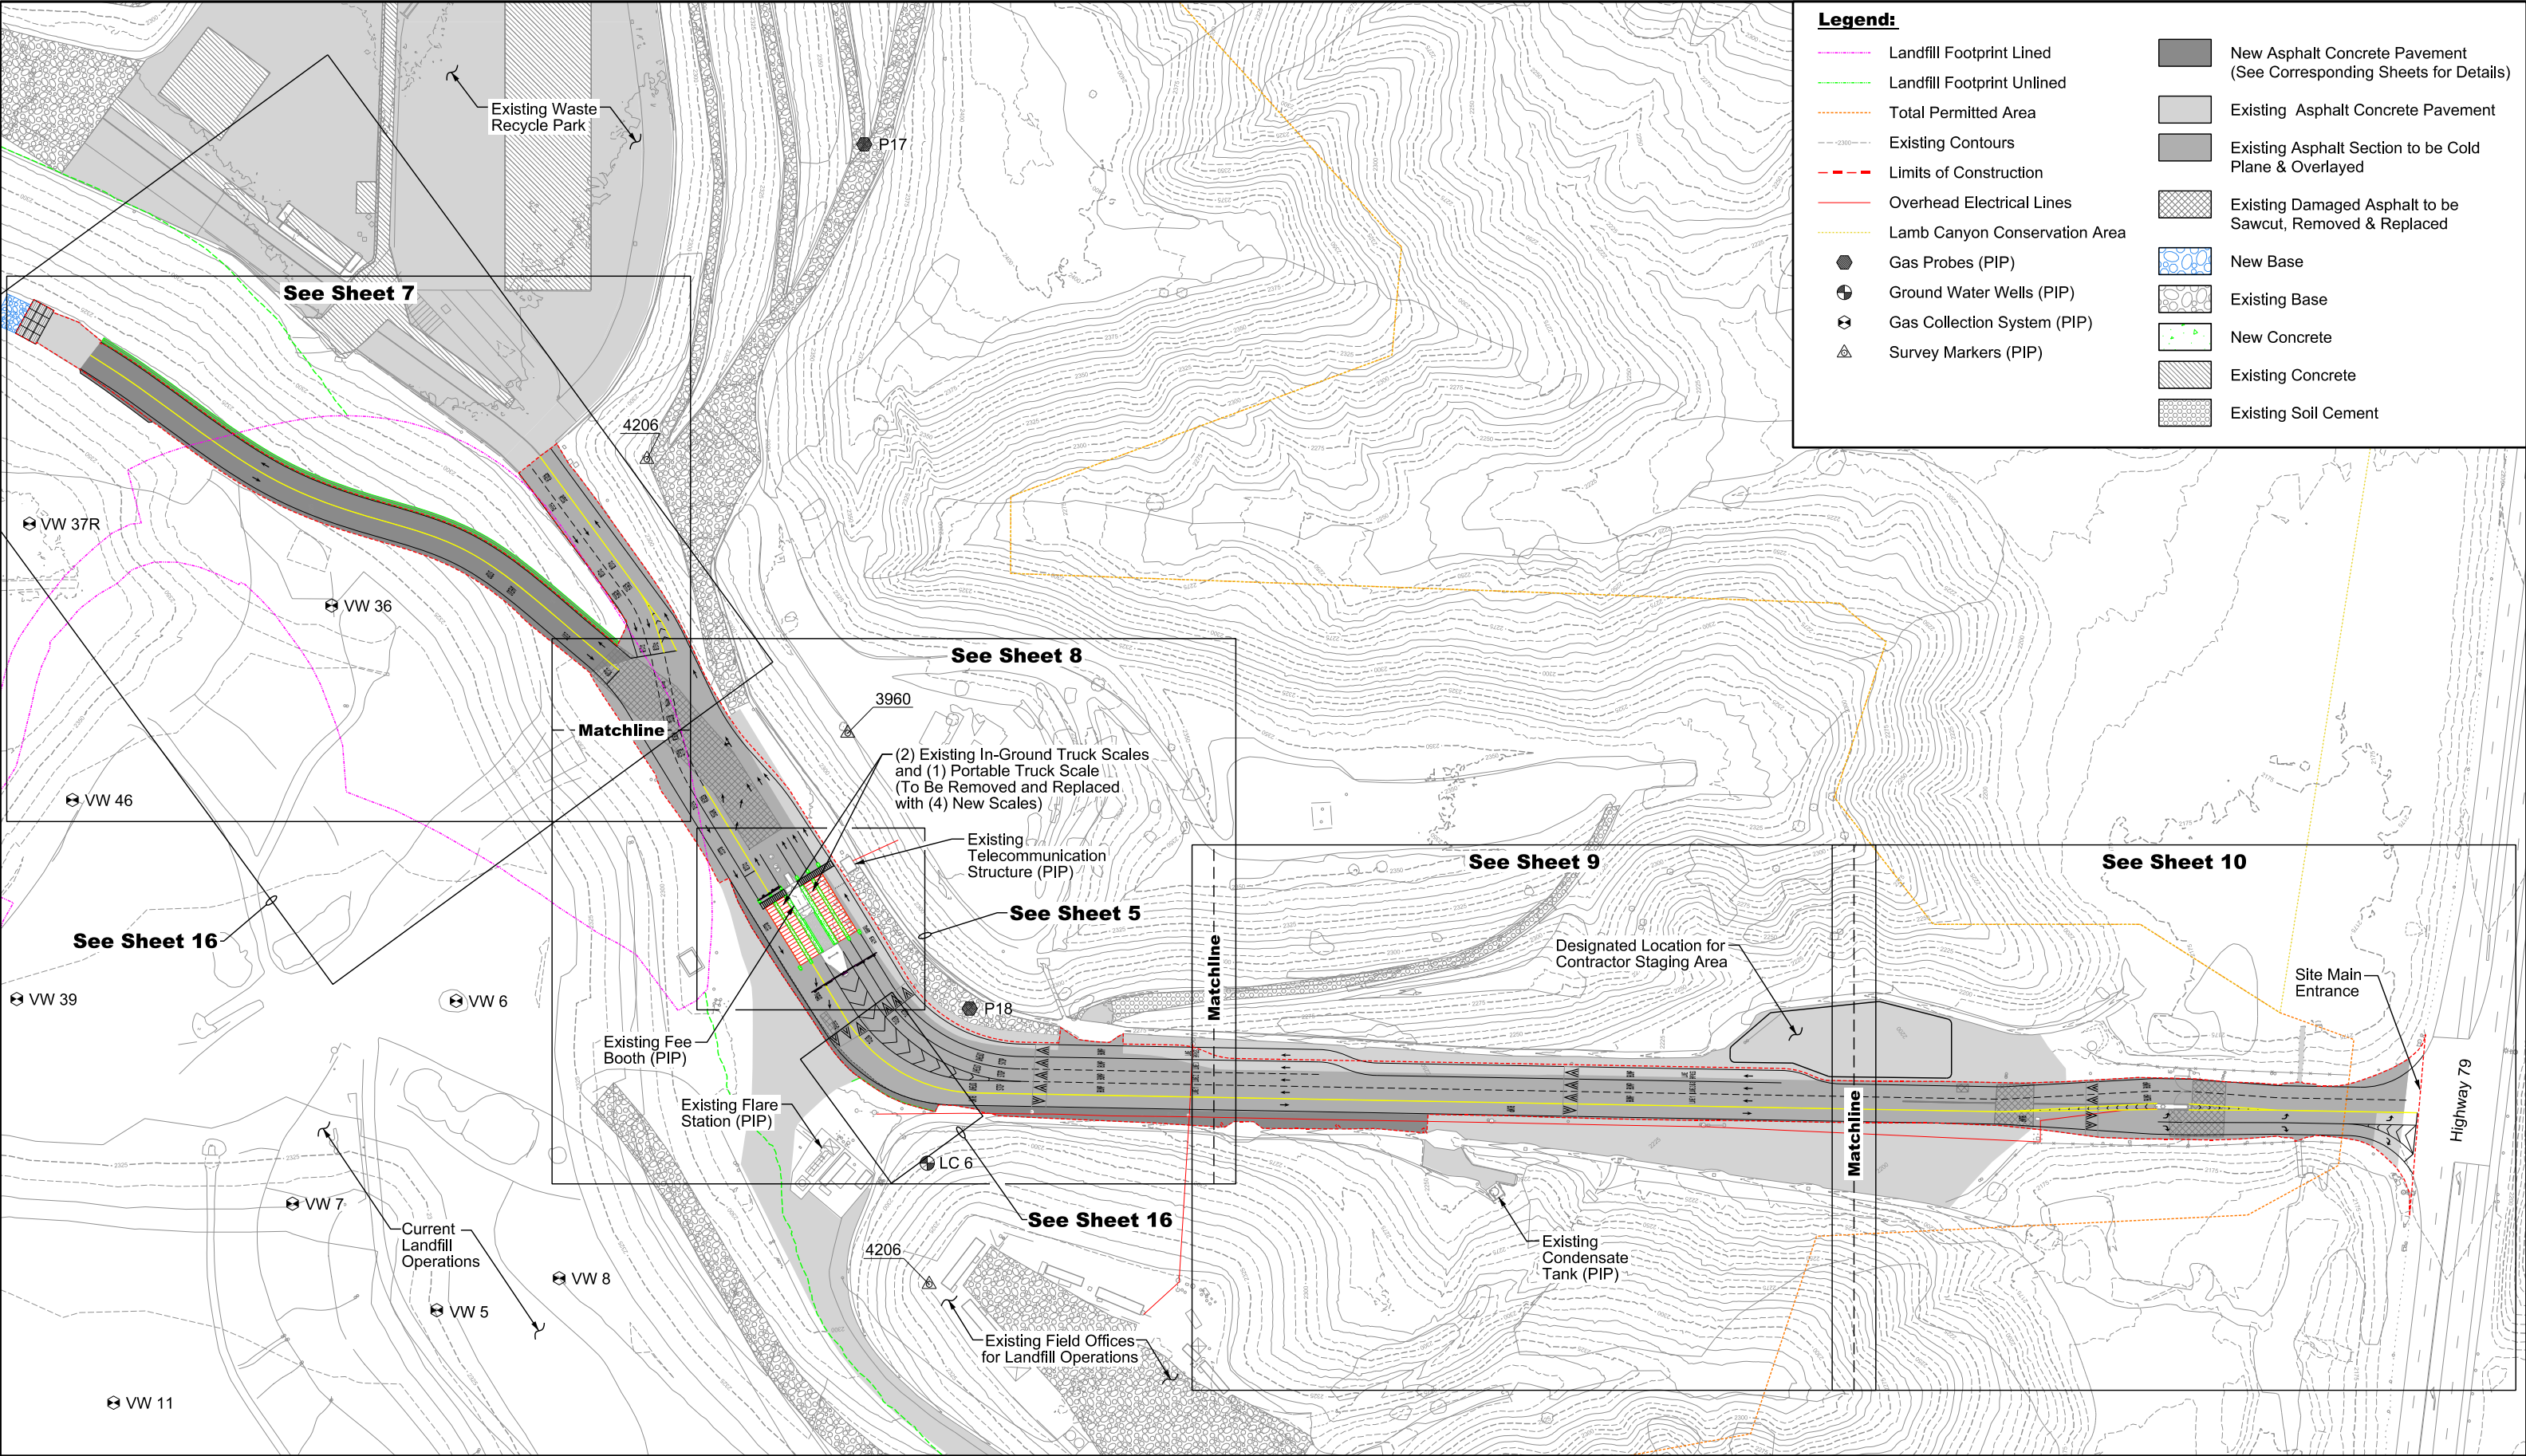 Legend:
Landfill Footprint Lined
Landfill Footprint Unlined
Total Permitted Area
Existing Contours
Limits of Construction
Overhead Electrical Lines
Lamb Canyon Conservation Area
Gas Probes (PIP)
Ground Water Wells (PIP)
Gas Collection System (PIP)
Survey Markers (PIP)
New Asphalt Concrete Pavement
(See Corresponding Sheets for Details)
Existing Asphalt Concrete Pavement
Existing Asphalt Section to be Cold
Plane & Overlayed
Existing Damaged Asphalt to be
Sawcut, Removed & Replaced
New Base
Existing Base
New Concrete
Existing Concrete
Existing Soil Cement
Existing Waste
Recycle Park
P17
See Sheet 7
4206
VW 37R
VW 36
See Sheet 8
3960
Matchline
(2) Existing In-Ground Truck Scales
and (1) Portable Truck Scale
(To Be Removed and Replaced
with (4) New Scales)
VW 46
Existing
Telecommunication
Structure (PIP)
See Sheet 9
See Sheet 10
See Sheet 5
See Sheet 16
Matchline
Designated Location for
Contractor Staging Area
Site Main
Entrance
VW 39
VW 6
P18
Existing Fee
Booth (PIP)
Highway 79
Existing Flare
Station (PIP)
Matchline
LC 6
VW 7
See Sheet 16
Current
Landfill
Operations
4206
Existing
Condensate
Tank (PIP)
VW 8
VW 5
Existing Field Offices
for Landfill Operations
VW 11